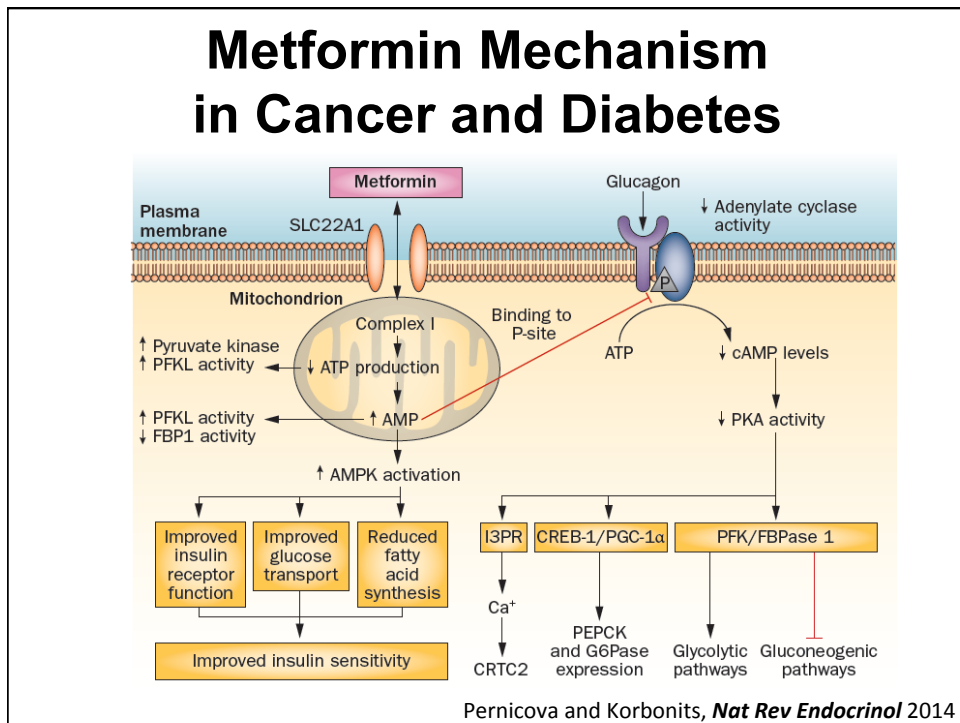 Metformin Mechanism
in Cancer and Diabetes
Metformin
Glucagon
Plasma
membrane
SLC22A1
↓ Adenylate cyclase
activity
P
Mitochondrion
Complex I
Binding to
P-site
ATP
↓ cAMP levels
↑ Pyruvate kinase
↑ PFKL activity
↓ ATP production
↑ PFKL activity
↓ FBP1 activity
↑ AMP
↓ PKA activity
↑ AMPK activation
Improved
insulin
receptor
function
Improved
glucose
transport
Reduced
fatty
acid
synthesis
I3PR
CREB-1/PGC-1α
PFK/FBPase 1
Ca⁺
CRTC2
PEPCK
and G6Pase
expression
Glycolytic
pathways
Gluconeogenic
pathways
Improved insulin sensitivity
Pernicova and Korbonits, Nat Rev Endocrinol 2014